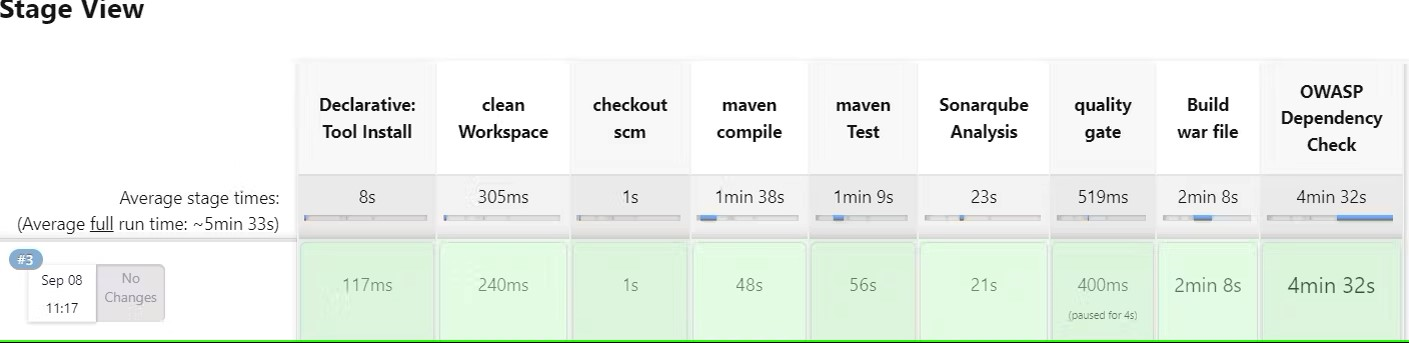 Stage View
Declarative:
Tool Install
clean
Workspace
checkout
scm
maven
compile
maven
Test
Sonarqube
Analysis
quality
gate
Build
war file
OWASP
Dependency
Check
Average stage times:
(Average full run time: ~5min 33s)
8s
305ms
1s
1min 38s
1min 9s
23s
519ms
2min 8s
4min 32s
#3
Sep 08
11:17
No
Changes
117ms
240ms
1s
48s
56s
21s
400ms
(paused for 4s)
2min 8s
4min 32s